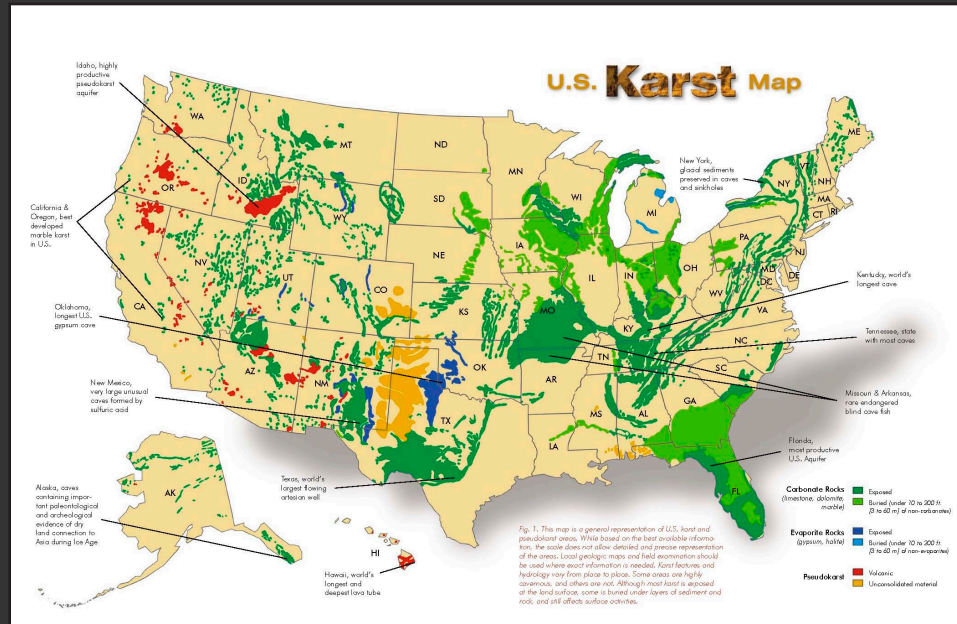 U.S. Karst Map
Idaho, highly
productive
pseudokarst
aquifer
California &
Oregon, best
developed
marble karst
in U.S.
Oklahoma,
longest U.S.
gypsum cave
New Mexico,
very large unusual
caves formed by
sulfuric acid
Alaska, caves
containing impor-
tant paleontological
and archeological
evidence of dry
land connection to
Asia during Ice Age
Texas, world's
largest flowing
artesian well
Hawaii, world's
longest and
deepest lava tube
New York,
glacial sediments
preserved in caves
and sinkholes
Kentucky, world's
longest cave
Tennessee, state
with most caves
Missouri & Arkansas,
rare endangered
blind cave fish
Florida,
most productive
U.S. Aquifer
WA
OR
ID
MT
ND
MN
WI
MI
NY
VT
NH
ME
MA
CT
RI
WY
SD
IA
NE
NV
UT
CO
CA
KS
MO
IL
IN
OH
PA
NJ
MD
DE
DC
WV
VA
KY
TN
NC
SC
AZ
NM
OK
AR
TX
LA
MS
AL
GA
FL
AK
HI
Carbonate Rocks
(limestone, dolomite,
marble)
Exposed
Buried (under 10 to 200 ft.
[3 to 60 m] of non-carbonates)
Evaporite Rocks
(gypsum, halite)
Exposed
Buried (under 10 to 200 ft.
[3 to 60 m] of non-evaporites)
Pseudokarst
Volcanic
Unconsolidated material
Fig. 1. This map is a general representation of U.S. karst and
pseudokarst areas. While based on the best available informa-
tion, the scale does not allow detailed and precise representation
of the areas. Local geologic maps and field examination should
be used where exact information is needed. Karst features and
hydrology vary from place to place. Some areas are highly
cavernous, and others are not. Although most karst is exposed
at the land surface, some is buried under layers of sediment and
rock, and still affects surface activities.